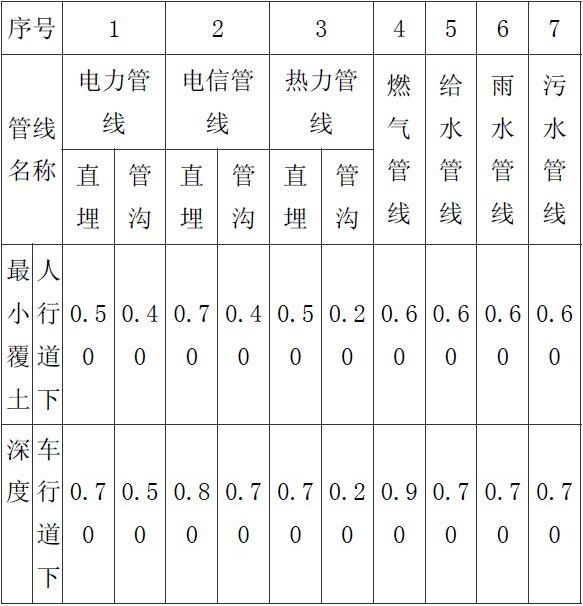 序号 1 2 3 4 5 6 7
管线名称 电力管线 电信管线 热力管线 燃气管线 给水管线 雨水管线 污水管线
直埋 管沟 直埋 管沟 直埋 管沟
最小覆土 人行道下 0.50 0.40 0.70 0.40 0.50 0.20 0.60 0.60 0.60 0.60
深度 车行道下 0.70 0.50 0.80 0.70 0.70 0.20 0.90 0.70 0.70 0.70